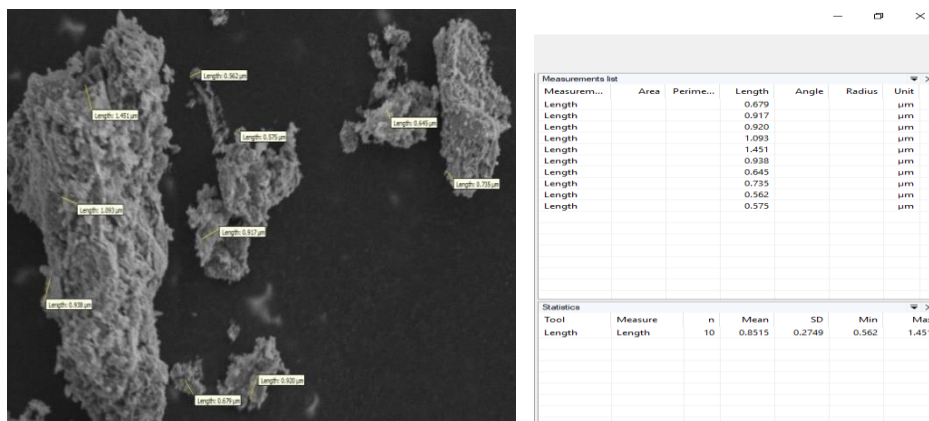 Length: 0.562 µm
Length: 1.451 µm
Length: 0.645 µm
Length: 0.575 µm
Length: 0.735 µm
Length: 1.093 µm
Length: 0.917 µm
Length: 0.938 µm
Length: 0.920 µm
Length: 0.679 µm
Measurements list
Measurem... Area Perime... Length Angle Radius Unit
Length 0.679 µm
Length 0.917 µm
Length 0.920 µm
Length 1.093 µm
Length 1.451 µm
Length 0.938 µm
Length 0.645 µm
Length 0.735 µm
Length 0.562 µm
Length 0.575 µm
Statistics
Tool Measure n Mean SD Min Ma
Length Length 10 0.8515 0.2749 0.562 1.451